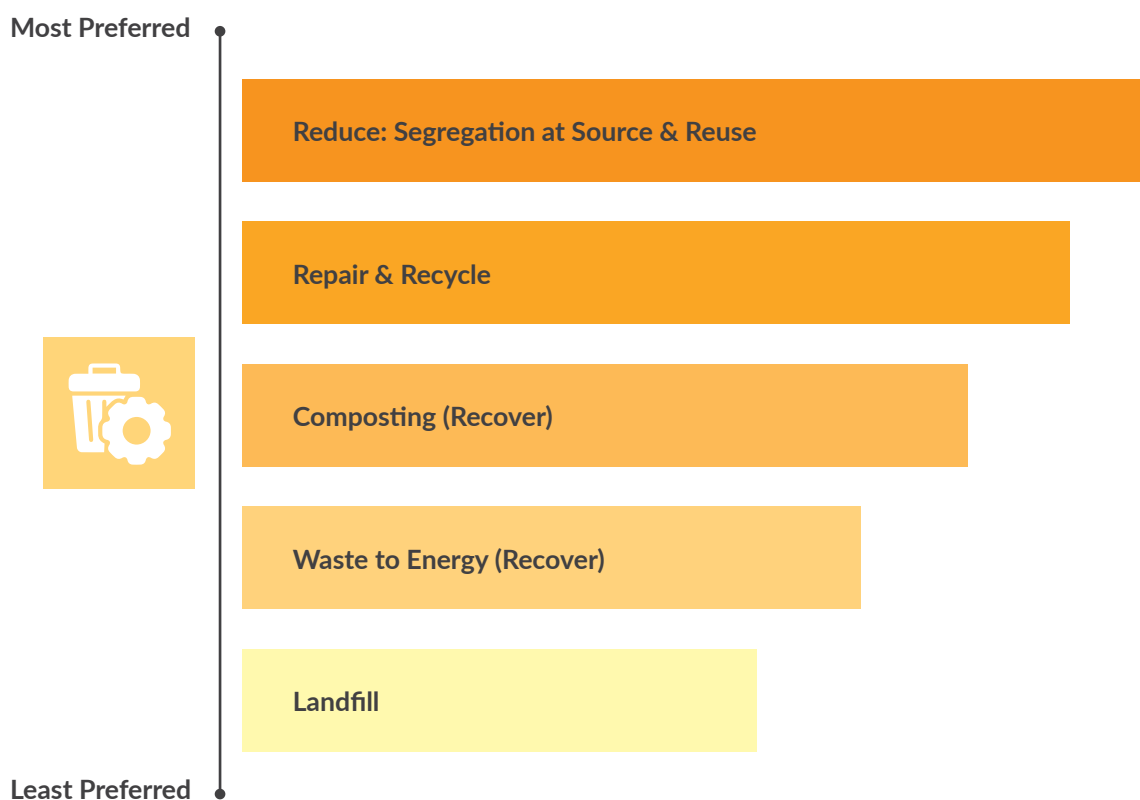 Most Preferred
Reduce: Segregation at Source & Reuse
Repair & Recycle
Composting (Recover)
Waste to Energy (Recover)
Landfill
Least Preferred